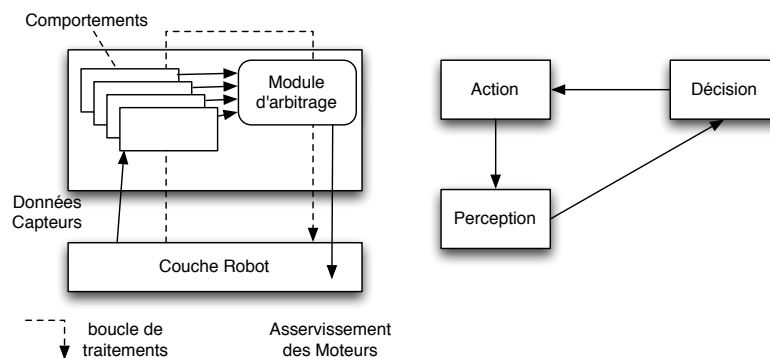 Comportements
Module
d'arbitrage
Données
Capteurs
Couche Robot
boucle de
traitements
Asservissement
des Moteurs
Action
Décision
Perception